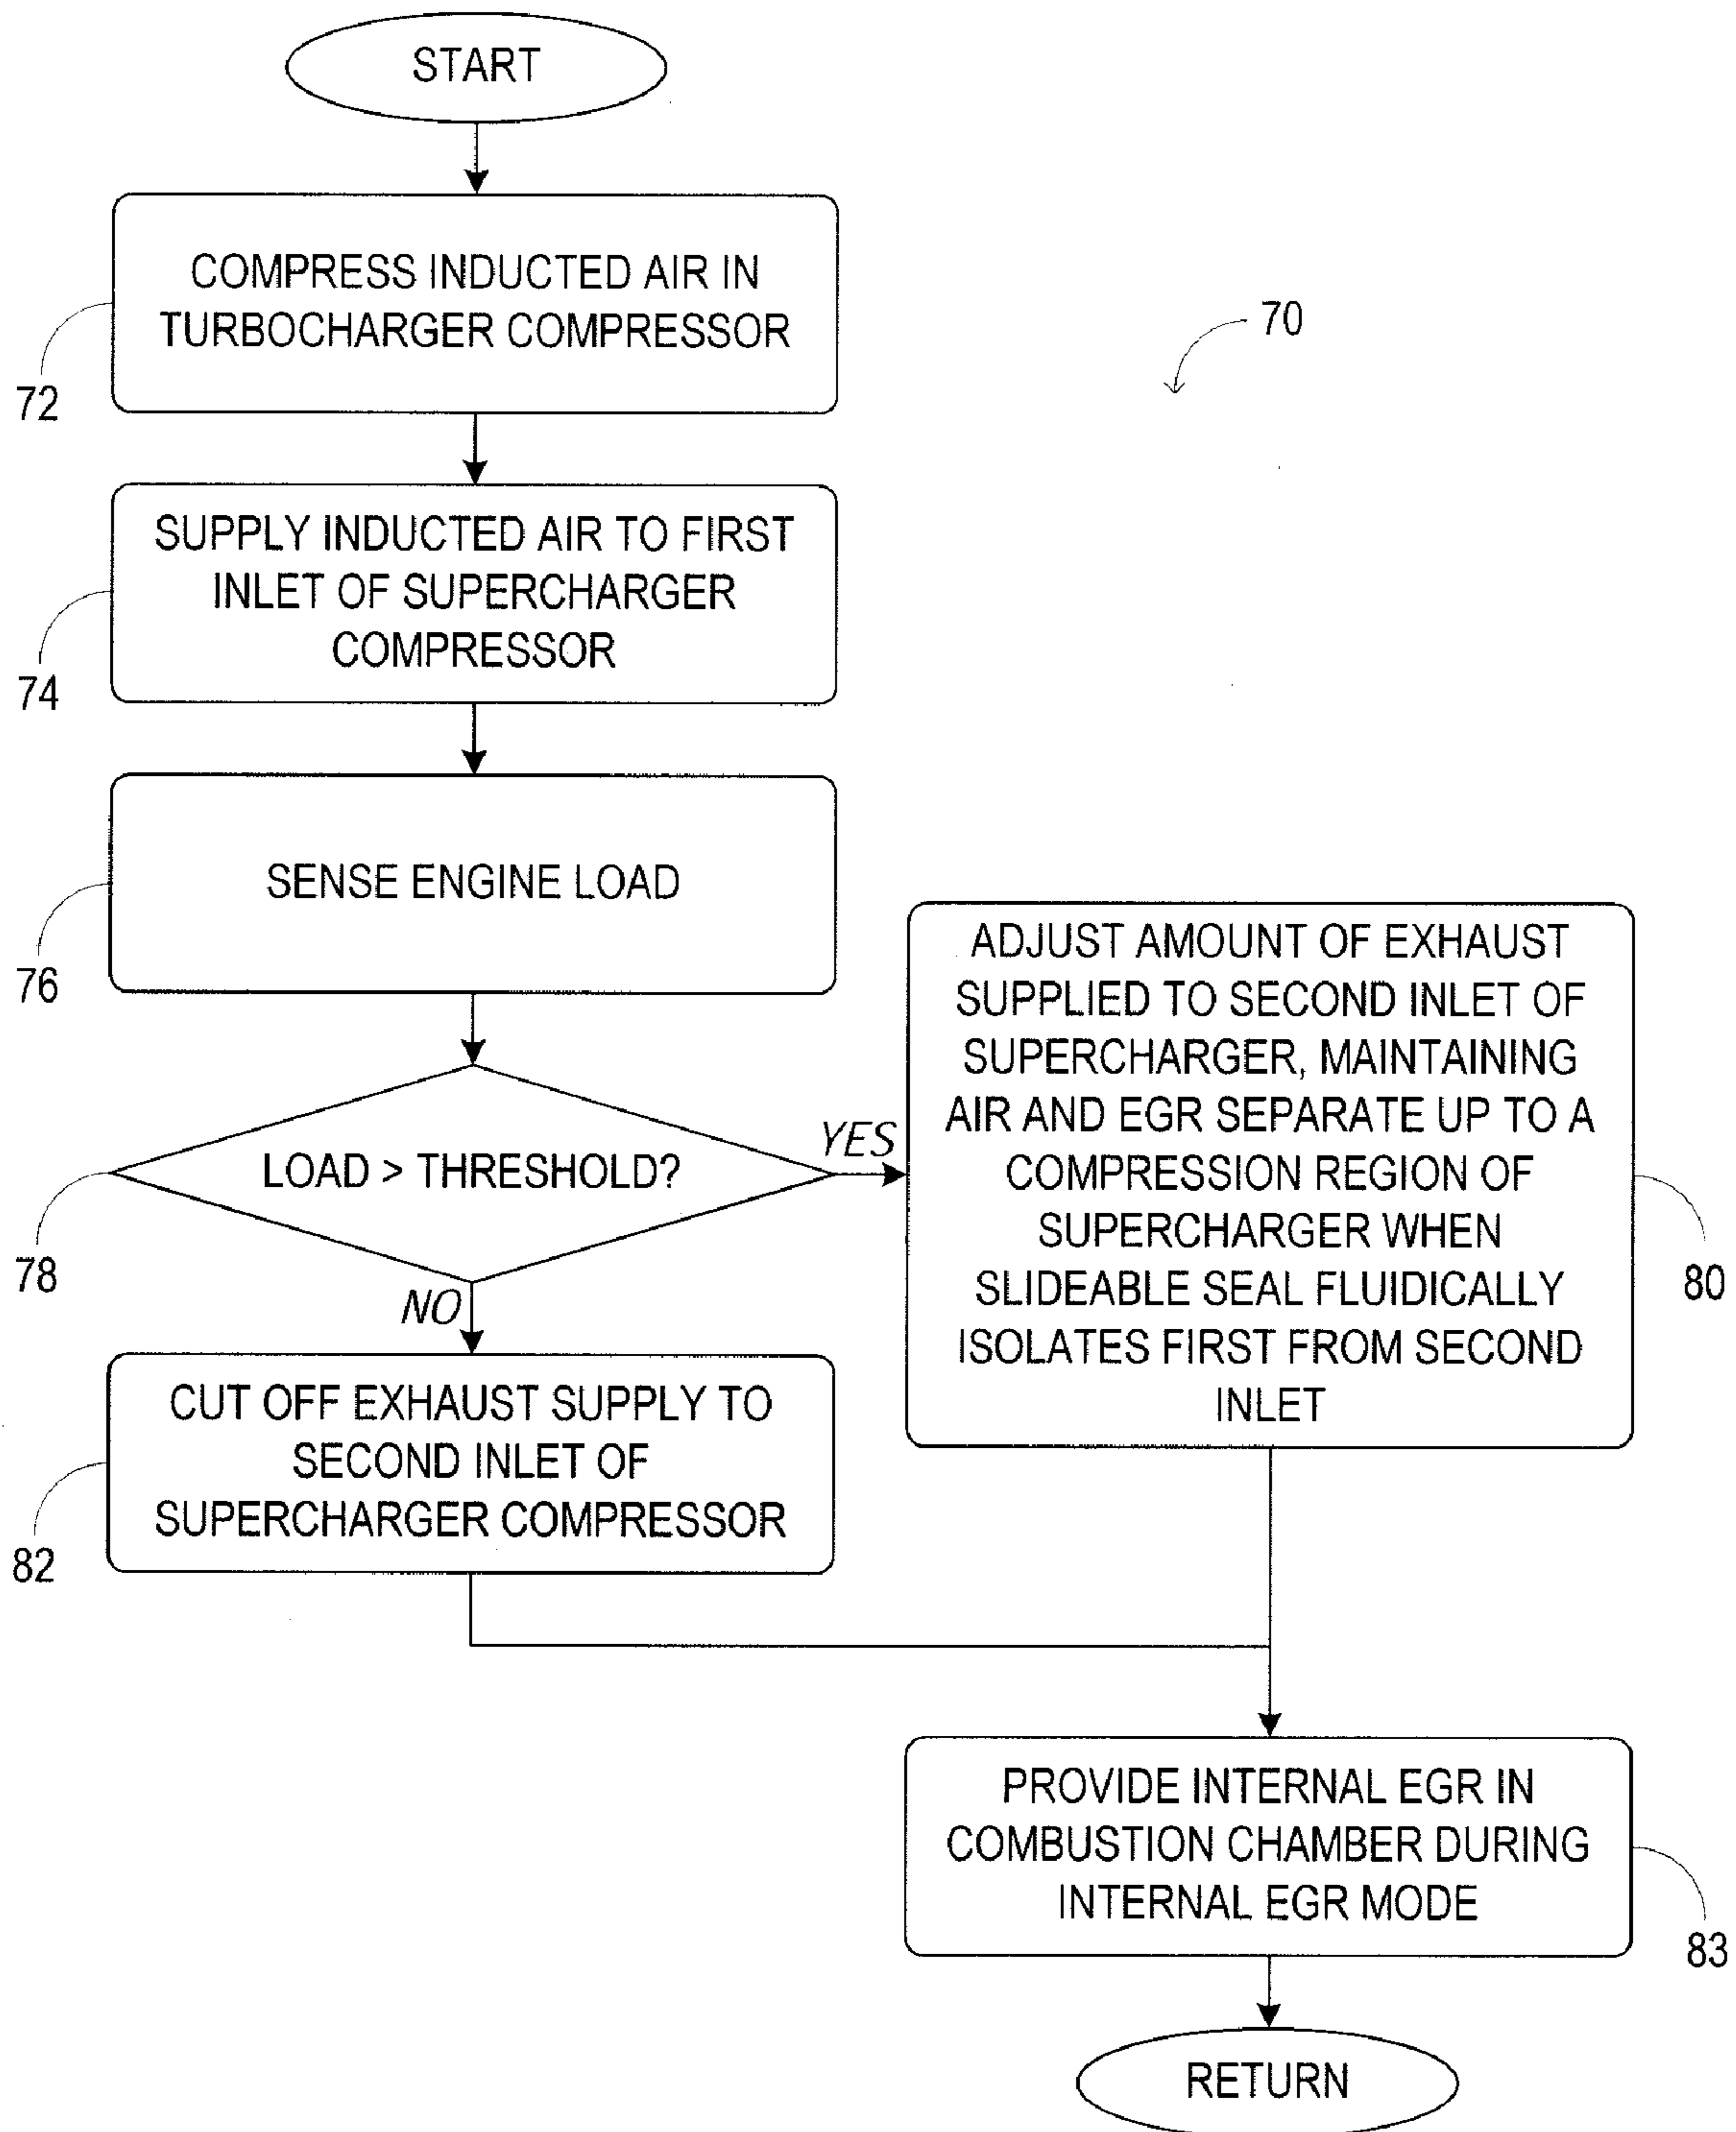 START
COMPRESS INDUCTED AIR IN
TURBOCHARGER COMPRESSOR
72
70
SUPPLY INDUCTED AIR TO FIRST
INLET OF SUPERCHARGER
COMPRESSOR
74
SENSE ENGINE LOAD
76
LOAD > THRESHOLD?
78
YES
NO
ADJUST AMOUNT OF EXHAUST
SUPPLIED TO SECOND INLET OF
SUPERCHARGER, MAINTAINING
AIR AND EGR SEPARATE UP TO A
COMPRESSION REGION OF
SUPERCHARGER WHEN
SLIDEABLE SEAL FLUIDICALLY
ISOLATES FIRST FROM SECOND
INLET
80
CUT OFF EXHAUST SUPPLY TO
SECOND INLET OF
SUPERCHARGER COMPRESSOR
82
PROVIDE INTERNAL EGR IN
COMBUSTION CHAMBER DURING
INTERNAL EGR MODE
83
RETURN